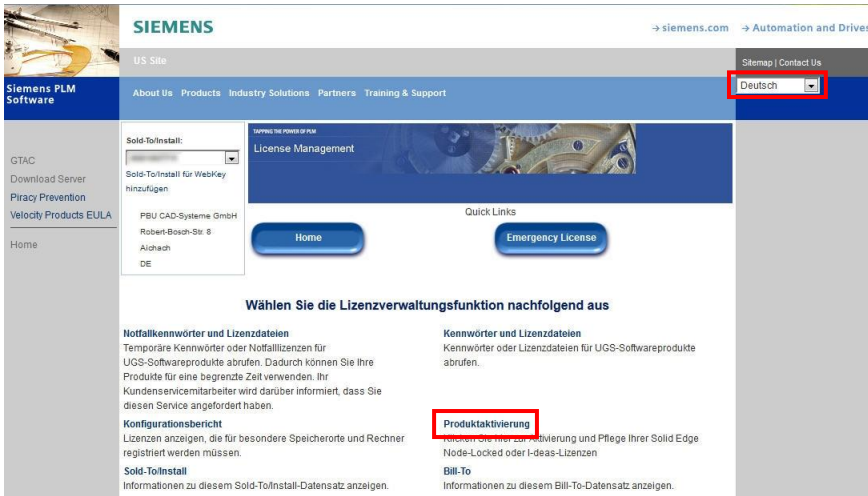 SIEMENS
→ siemens.com → Automation and Drives
US Site
Sitemap | Contact Us
Siemens PLM
Software
About Us Products Industry Solutions Partners Training & Support
Deutsch
GTAC
Download Server
Piracy Prevention
Velocity Products EULA
Home
Sold-To/Install:
Sold-To/Install für WebKey
hinzufügen
PBU CAD-Systeme GmbH
Robert-Bosch-Str. 8
Aichach
DE
TAPPING THE POWER OF PLM
License Management
Quick Links
Home
Emergency License
Wählen Sie die Lizenzverwaltungsfunktion nachfolgend aus
Notfallkennwörter und Lizenzdateien
Temporäre Kennwörter oder Notfalllizenzen für
UGS-Softwareprodukte abrufen. Dadurch können Sie Ihre
Produkte für eine begrenzte Zeit verwenden. Ihr
Kundenservicemitarbeiter wird darüber informiert, dass Sie
diesen Service angefordert haben.
Kennwörter und Lizenzdateien
Kennwörter oder Lizenzdateien für UGS-Softwareprodukte
abrufen.
Konfigurationsbericht
Lizenzen anzeigen, die für besondere Speicherorte und Rechner
registriert werden müssen.
Produktaktivierung
Klicken Sie hier zur Aktivierung und Pflege Ihrer Solid Edge
Node-Locked oder I-deas-Lizenzen
Sold-To/Install
Informationen zu diesem Sold-To/Install-Datensatz anzeigen.
Bill-To
Informationen zu diesem Bill-To-Datensatz anzeigen.